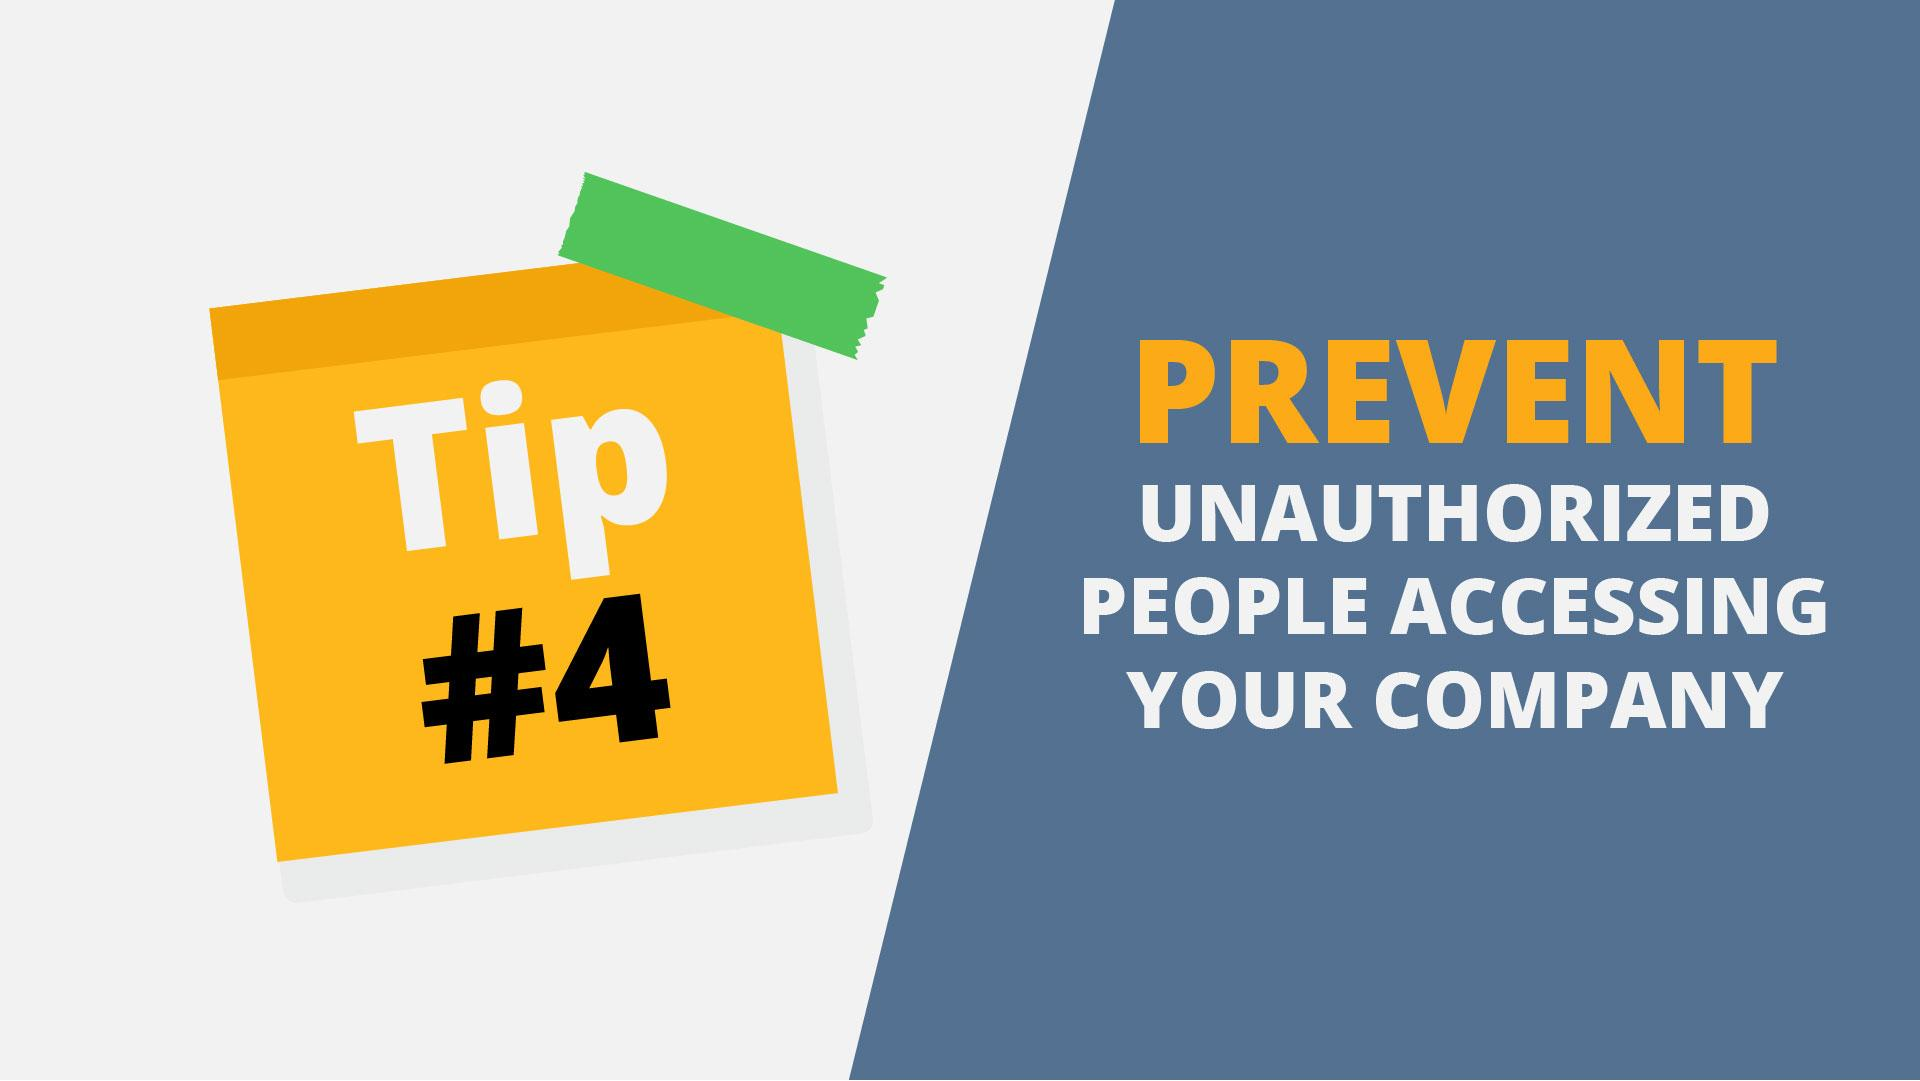 Tip
#4
PREVENT
UNAUTHORIZED
PEOPLE ACCESSING
YOUR COMPANY